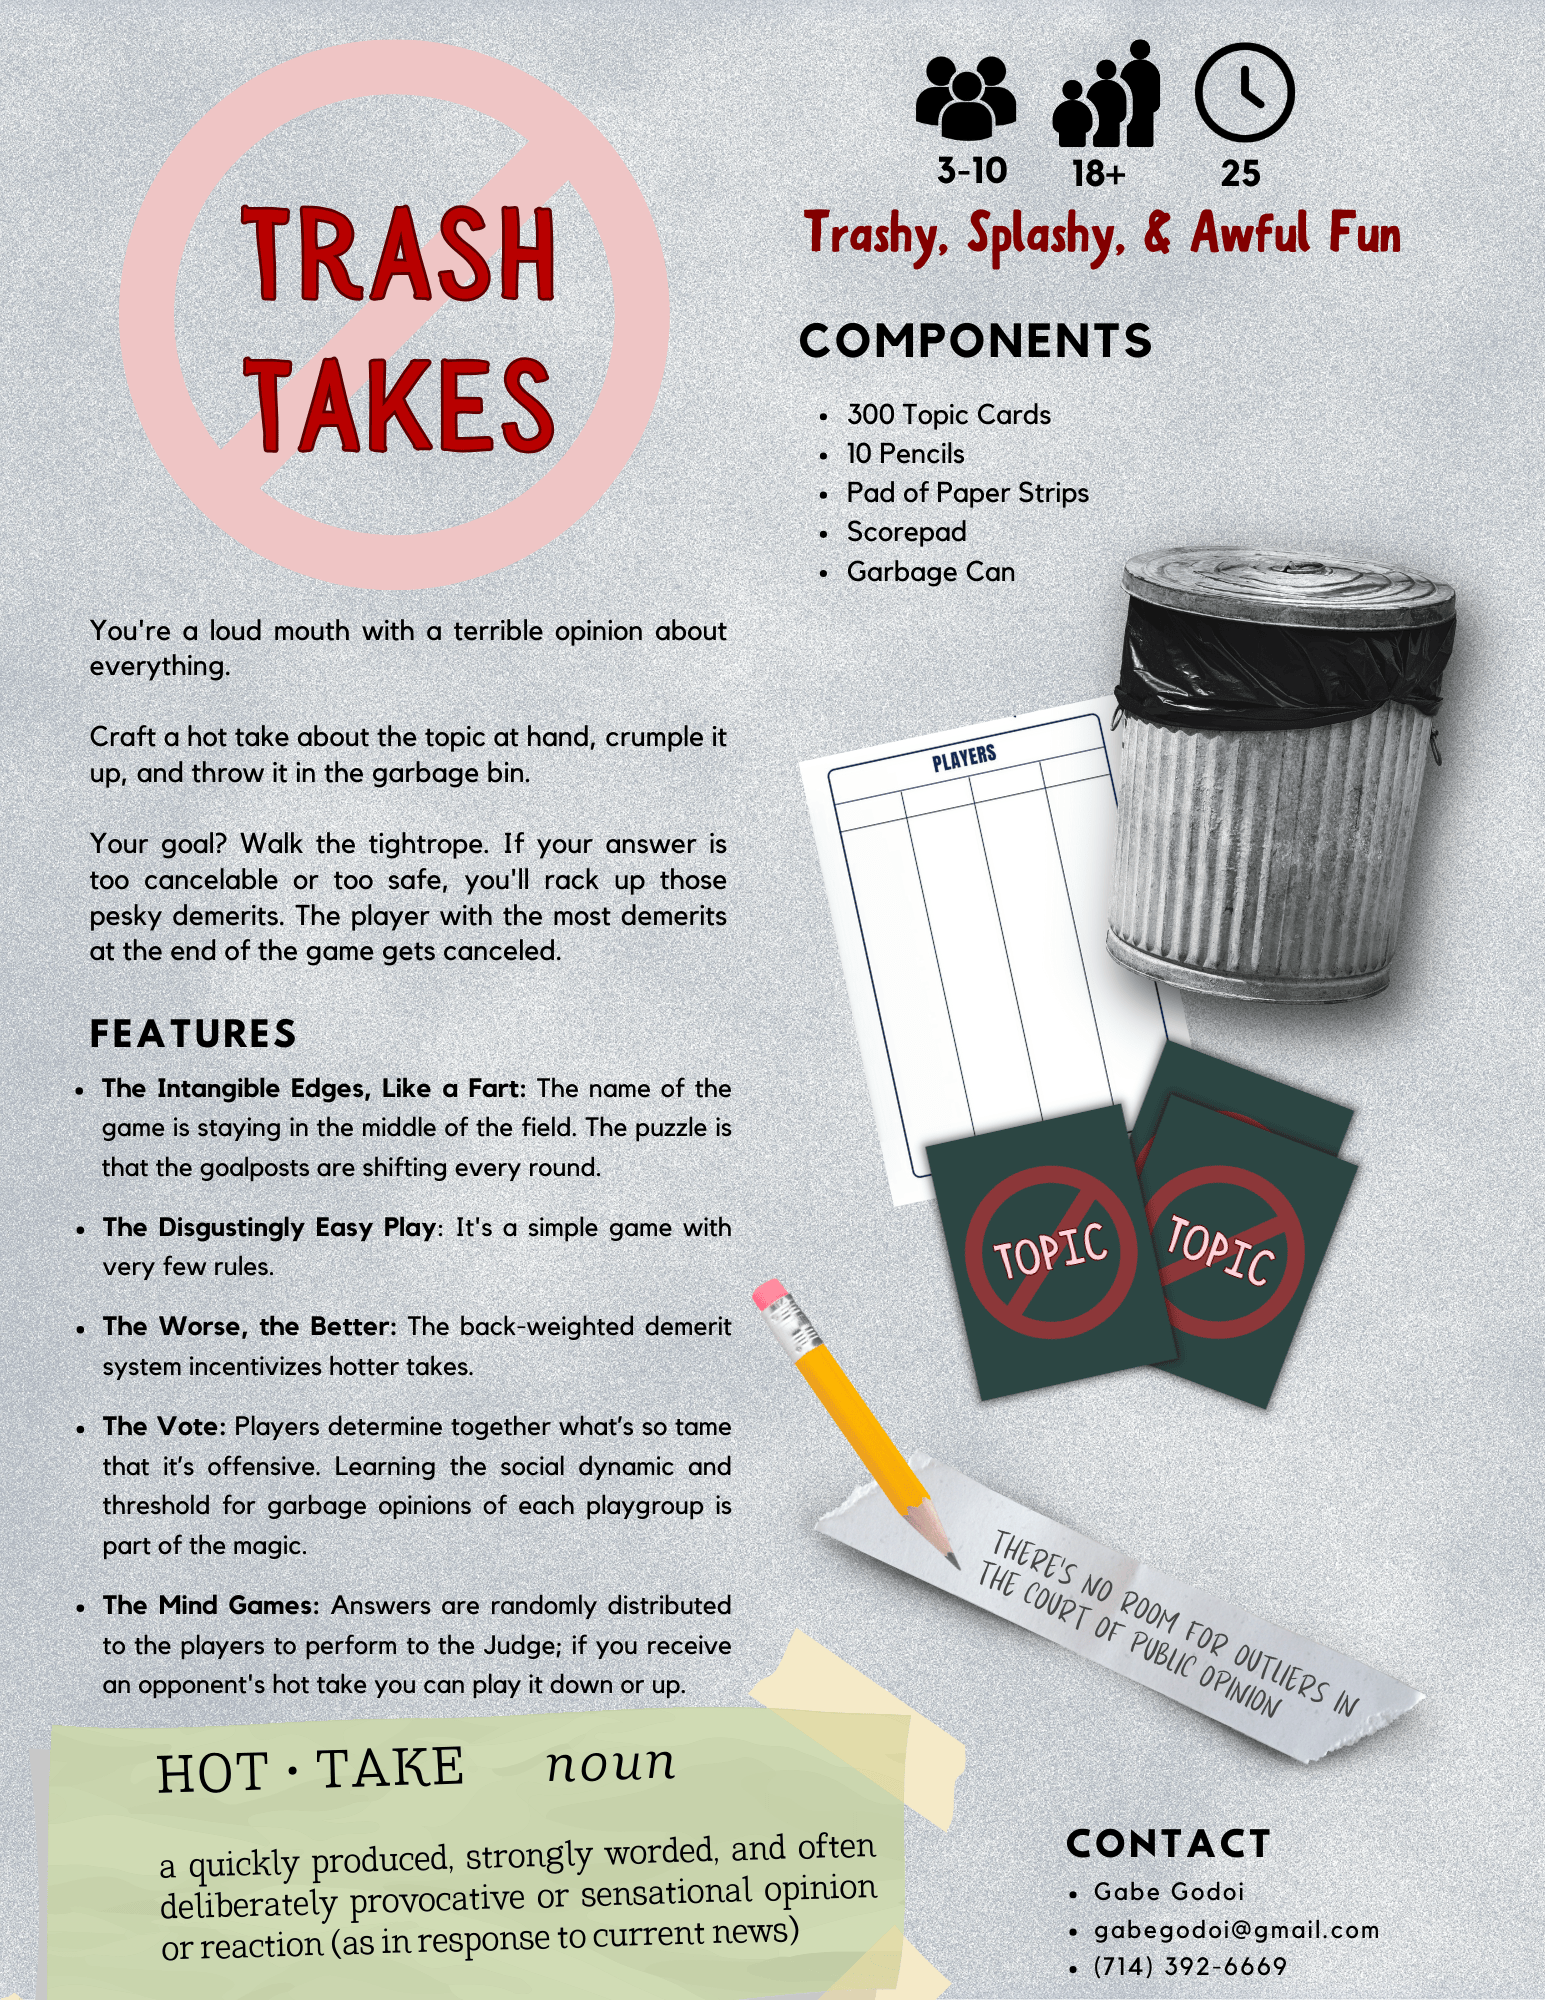 TRASH
TAKES
3-10
18+
25
Trashy, Splashy, & Awful Fun
COMPONENTS
• 300 Topic Cards
• 10 Pencils
• Pad of Paper Strips
• Scorepad
• Garbage Can
You're a loud mouth with a terrible opinion about
everything.
Craft a hot take about the topic at hand, crumple it
up, and throw it in the garbage bin.
Your goal? Walk the tightrope. If your answer is
too cancelable or too safe, you'll rack up those
pesky demerits. The player with the most demerits
at the end of the game gets canceled.
FEATURES
• The Intangible Edges, Like a Fart: The name of the
game is staying in the middle of the field. The puzzle is
that the goalposts are shifting every round.
• The Disgustingly Easy Play: It's a simple game with
very few rules.
• The Worse, the Better: The back-weighted demerit
system incentivizes hotter takes.
• The Vote: Players determine together what's so tame
that it's offensive. Learning the social dynamic and
threshold for garbage opinions of each playgroup is
part of the magic.
• The Mind Games: Answers are randomly distributed
to the players to perform to the Judge; if you receive
an opponent's hot take you can play it down or up.
PLAYERS
TOPIC
TOPIC
THERE'S NO ROOM FOR OUTLIERS IN
THE COURT OF PUBLIC OPINION
HOT · TAKE noun
a quickly produced, strongly worded, and often
deliberately provocative or sensational opinion
or reaction (as in response to current news)
CONTACT
• Gabe Godoi
• gabegodoi@gmail.com
• (714) 392-6669